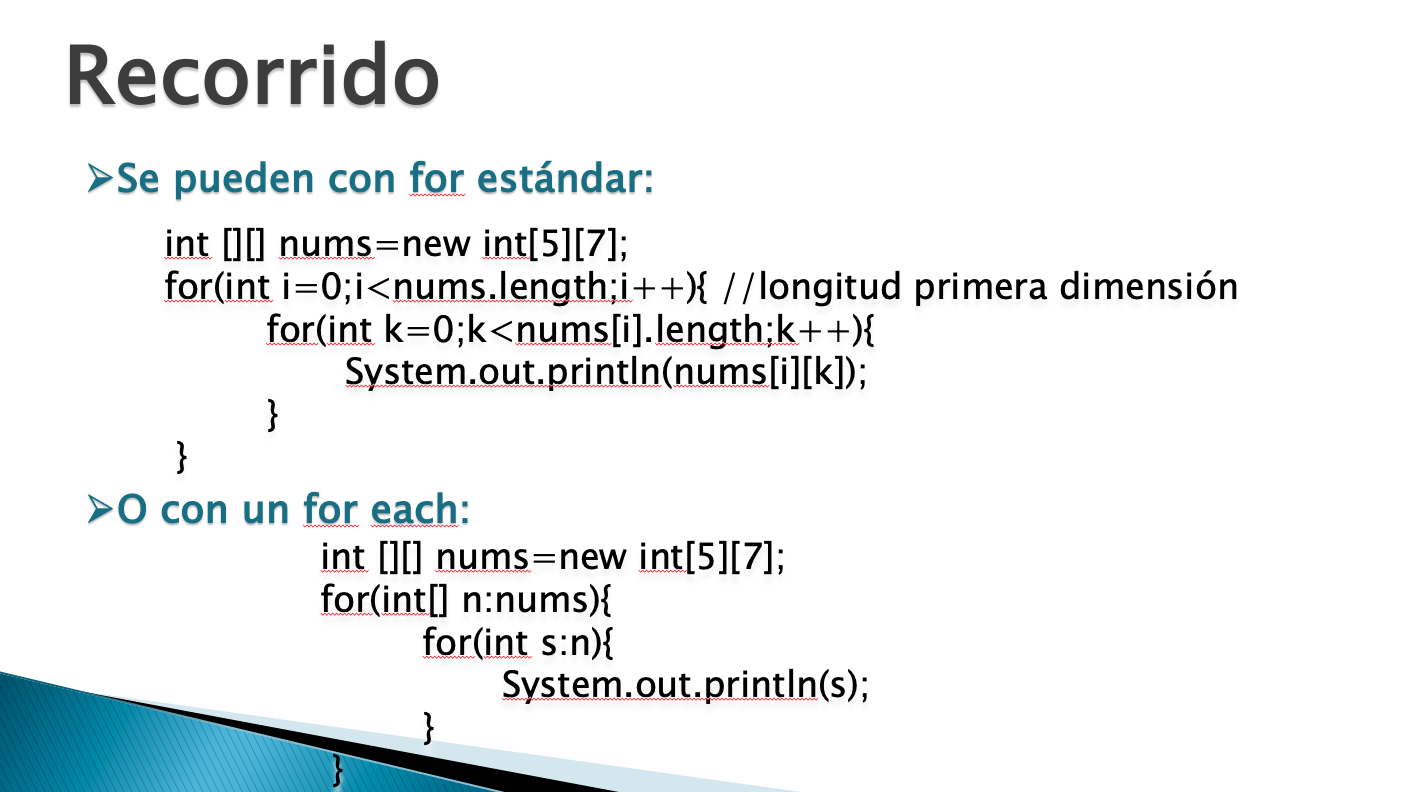 Recorrido
➢Se pueden con for estándar:
int [][] nums=new int[5][7];
for(int i=0;i<nums.length;i++){ //longitud primera dimensión
for(int k=0;k<nums[i].length;k++){
System.out.println(nums[i][k]);
}
}
➢O con un for each:
int [][] nums=new int[5][7];
for(int[] n:nums){
for(int s:n){
System.out.println(s);
}
}